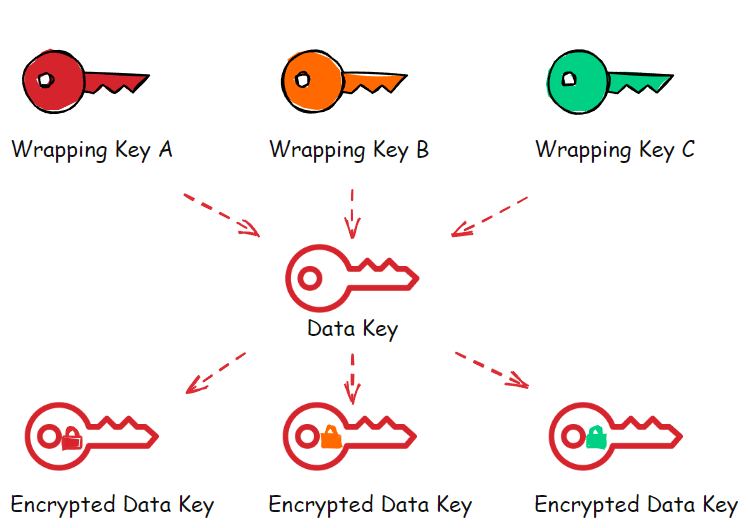 Wrapping Key A
Wrapping Key B
Wrapping Key C
Data Key
Encrypted Data Key
Encrypted Data Key
Encrypted Data Key